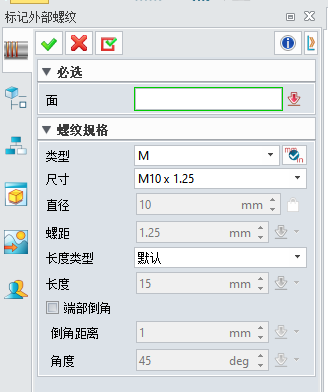 标记外部螺纹
必选
面
螺纹规格
类型 M
尺寸 M10 x 1.25
直径 10 mm
螺距 1.25 mm
长度类型 默认
长度 15 mm
端部倒角
倒角距离 1 mm
角度 45 deg